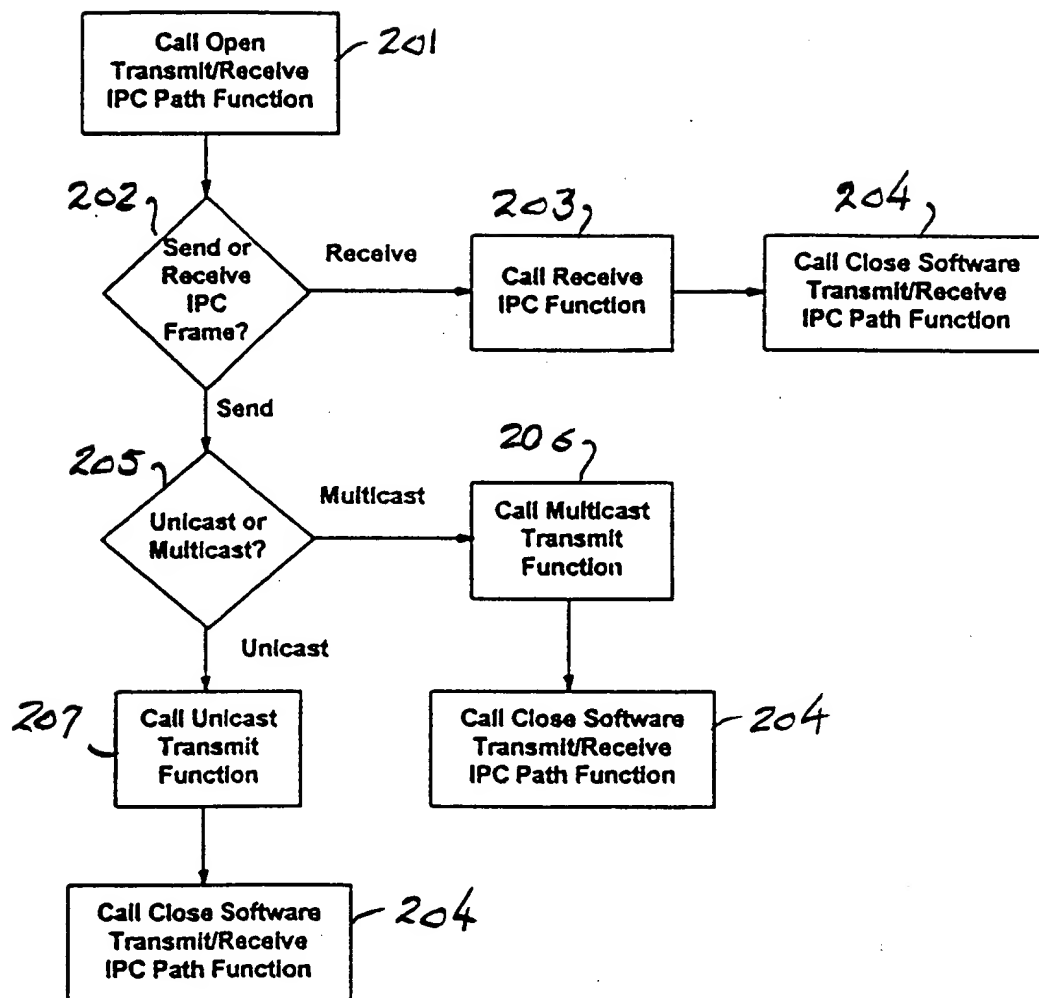 Call Open
Transmit/Receive
IPC Path Function
201
202
Send or
Receive
IPC
Frame?
Receive
203
Call Receive
IPC Function
204
Call Close Software
Transmit/Receive
IPC Path Function
Send
205
Unicast or
Multicast?
Multicast
206
Call Multicast
Transmit
Function
Unicast
207
Call Unicast
Transmit
Function
Call Close Software
Transmit/Receive
IPC Path Function
204
Call Close Software
Transmit/Receive
IPC Path Function
204